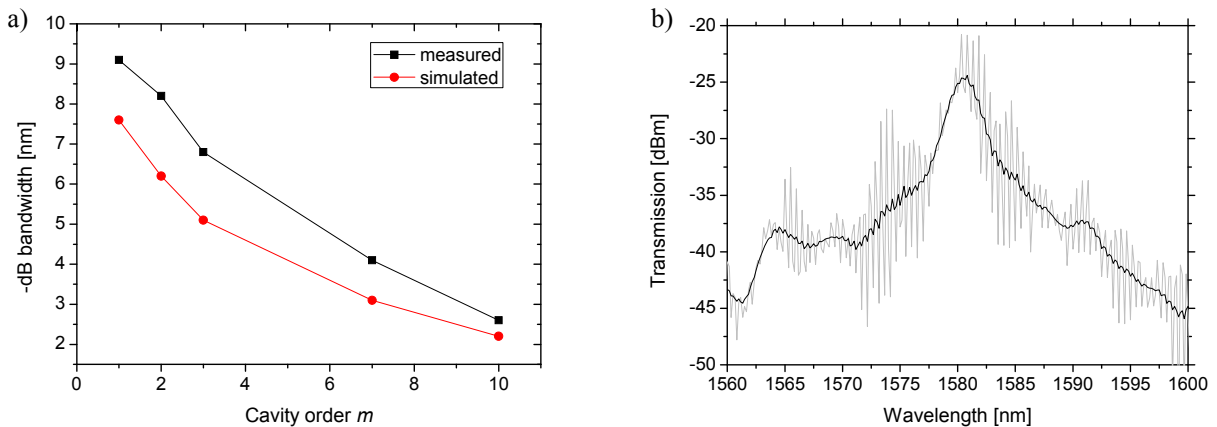 a)
10
9
8
7
6
5
4
3
2
0
2
4
6
8
10
-dB bandwidth [nm]
Cavity order m
measured
simulated
b)
-20
-25
-30
-35
-40
-45
-50
1560 1565 1570 1575 1580 1585 1590 1595 1600
Transmission [dBm]
Wavelength [nm]